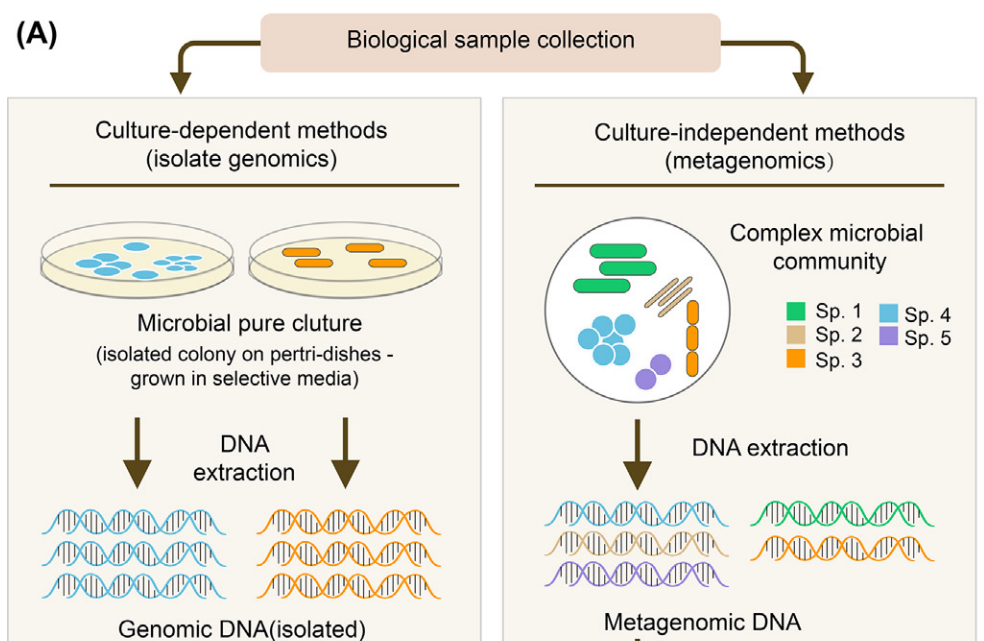 (A)
Biological sample collection
Culture-dependent methods
(isolate genomics)
Microbial pure cluture
(isolated colony on pertri-dishes -
grown in selective media)
DNA
extraction
Genomic DNA(isolated)
Culture-independent methods
(metagenomics)
Complex microbial
community
Sp. 1
Sp. 4
Sp. 2
Sp. 5
Sp. 3
DNA extraction
Metagenomic DNA